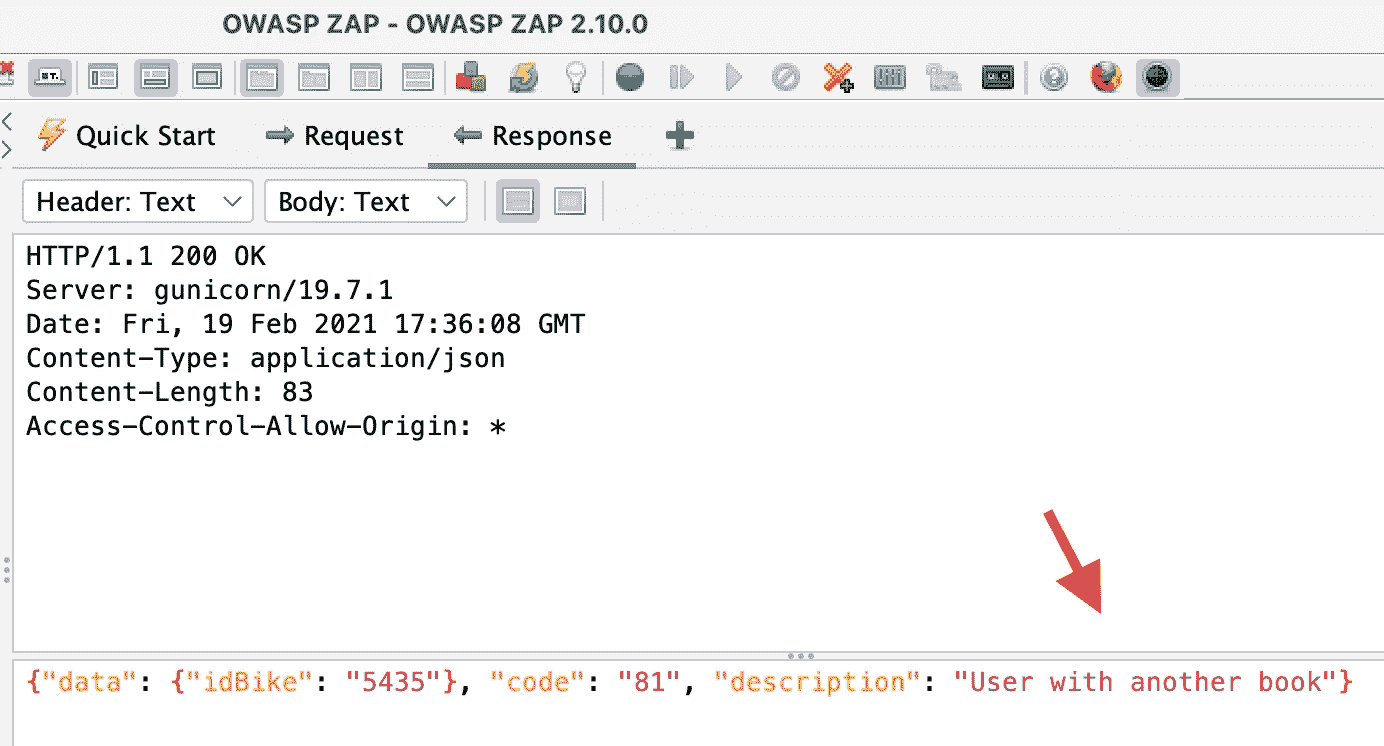 OWASP ZAP - OWASP ZAP 2.10.0
Quick Start Request Response
Header: Text Body: Text
HTTP/1.1 200 OK
Server: gunicorn/19.7.1
Date: Fri, 19 Feb 2021 17:36:08 GMT
Content-Type: application/json
Content-Length: 83
Access-Control-Allow-Origin: *
{"data": {"idBike": "5435"}, "code": "81", "description": "User with another book"}